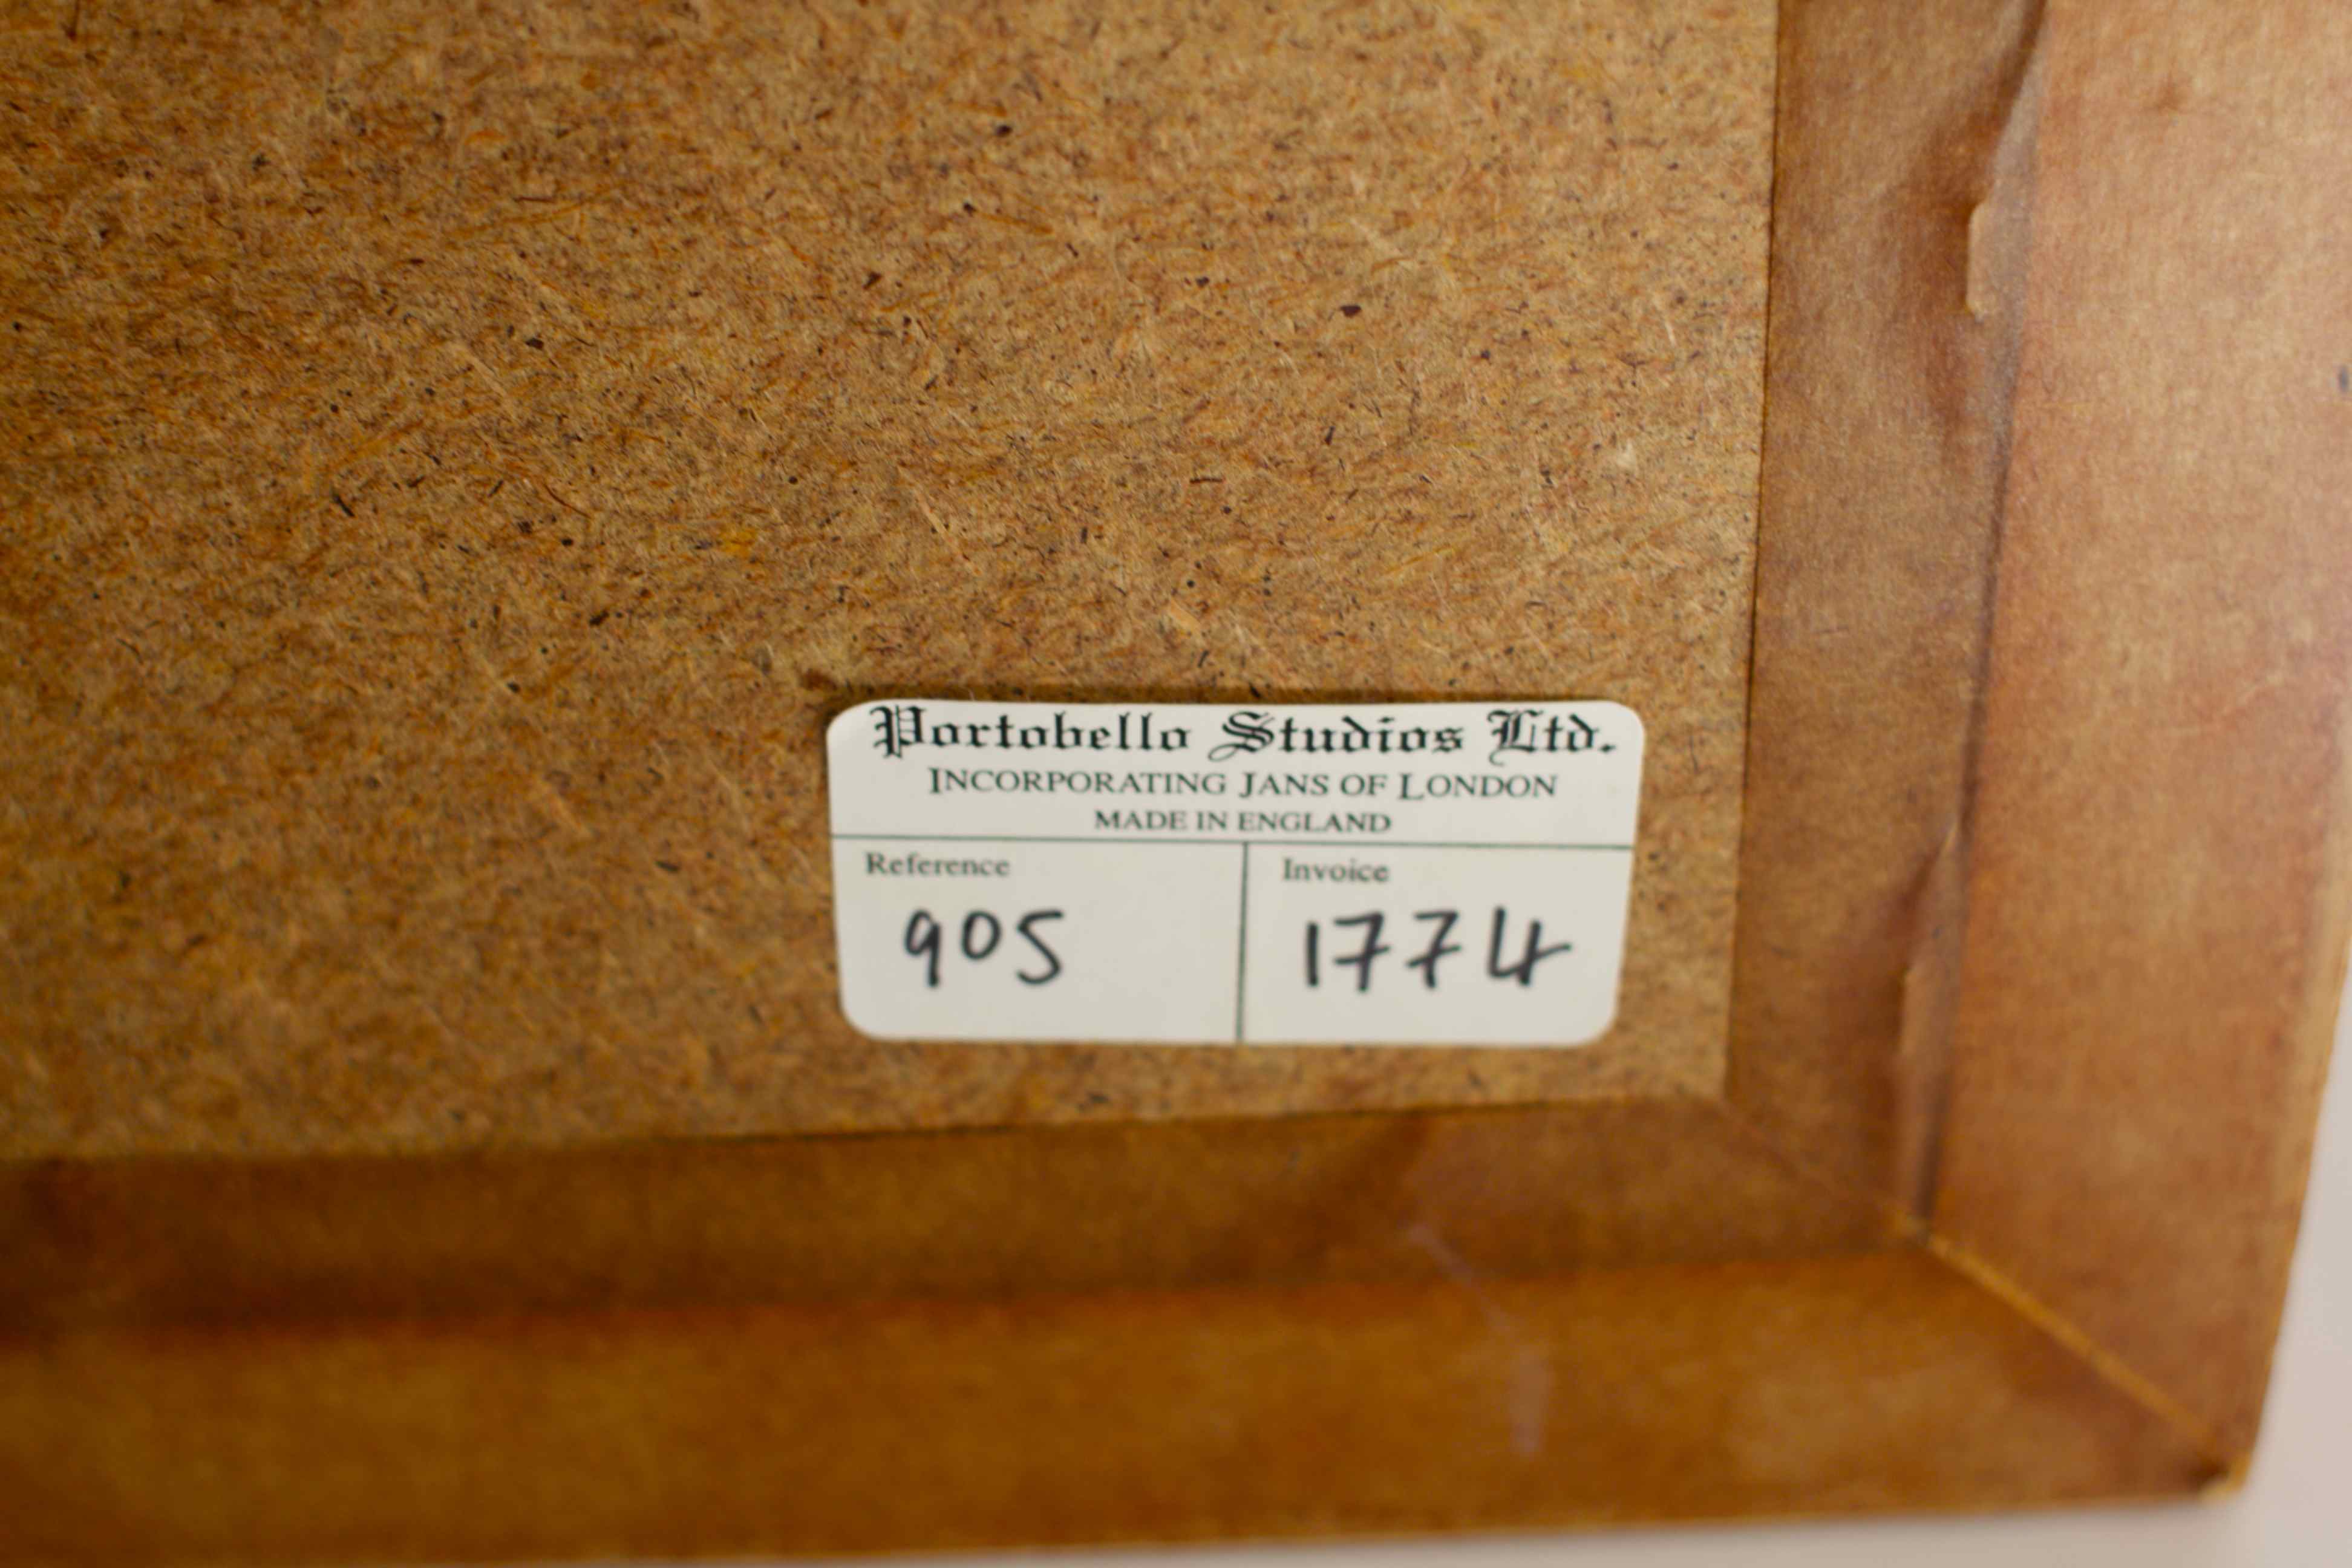 Portobello Studios Ltd.
INCORPORATING JANS OF LONDON
MADE IN ENGLAND
Reference Invoice
905 1774